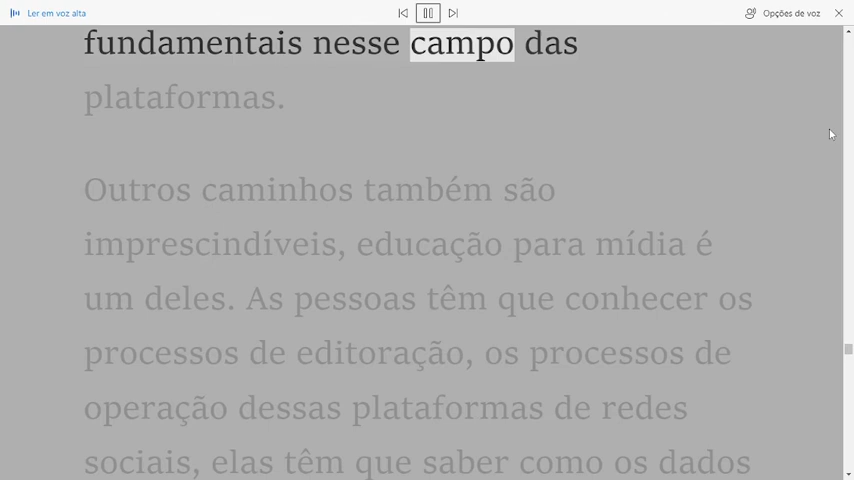 Ler em voz alta
Opções de voz
fundamentais nesse campo das
plataformas.
Outros caminhos também são
imprescindíveis, educação para mídia é
um deles. As pessoas têm que conhecer os
processos de editoração, os processos de
operação dessas plataformas de redes
sociais, elas têm que saber como os dados